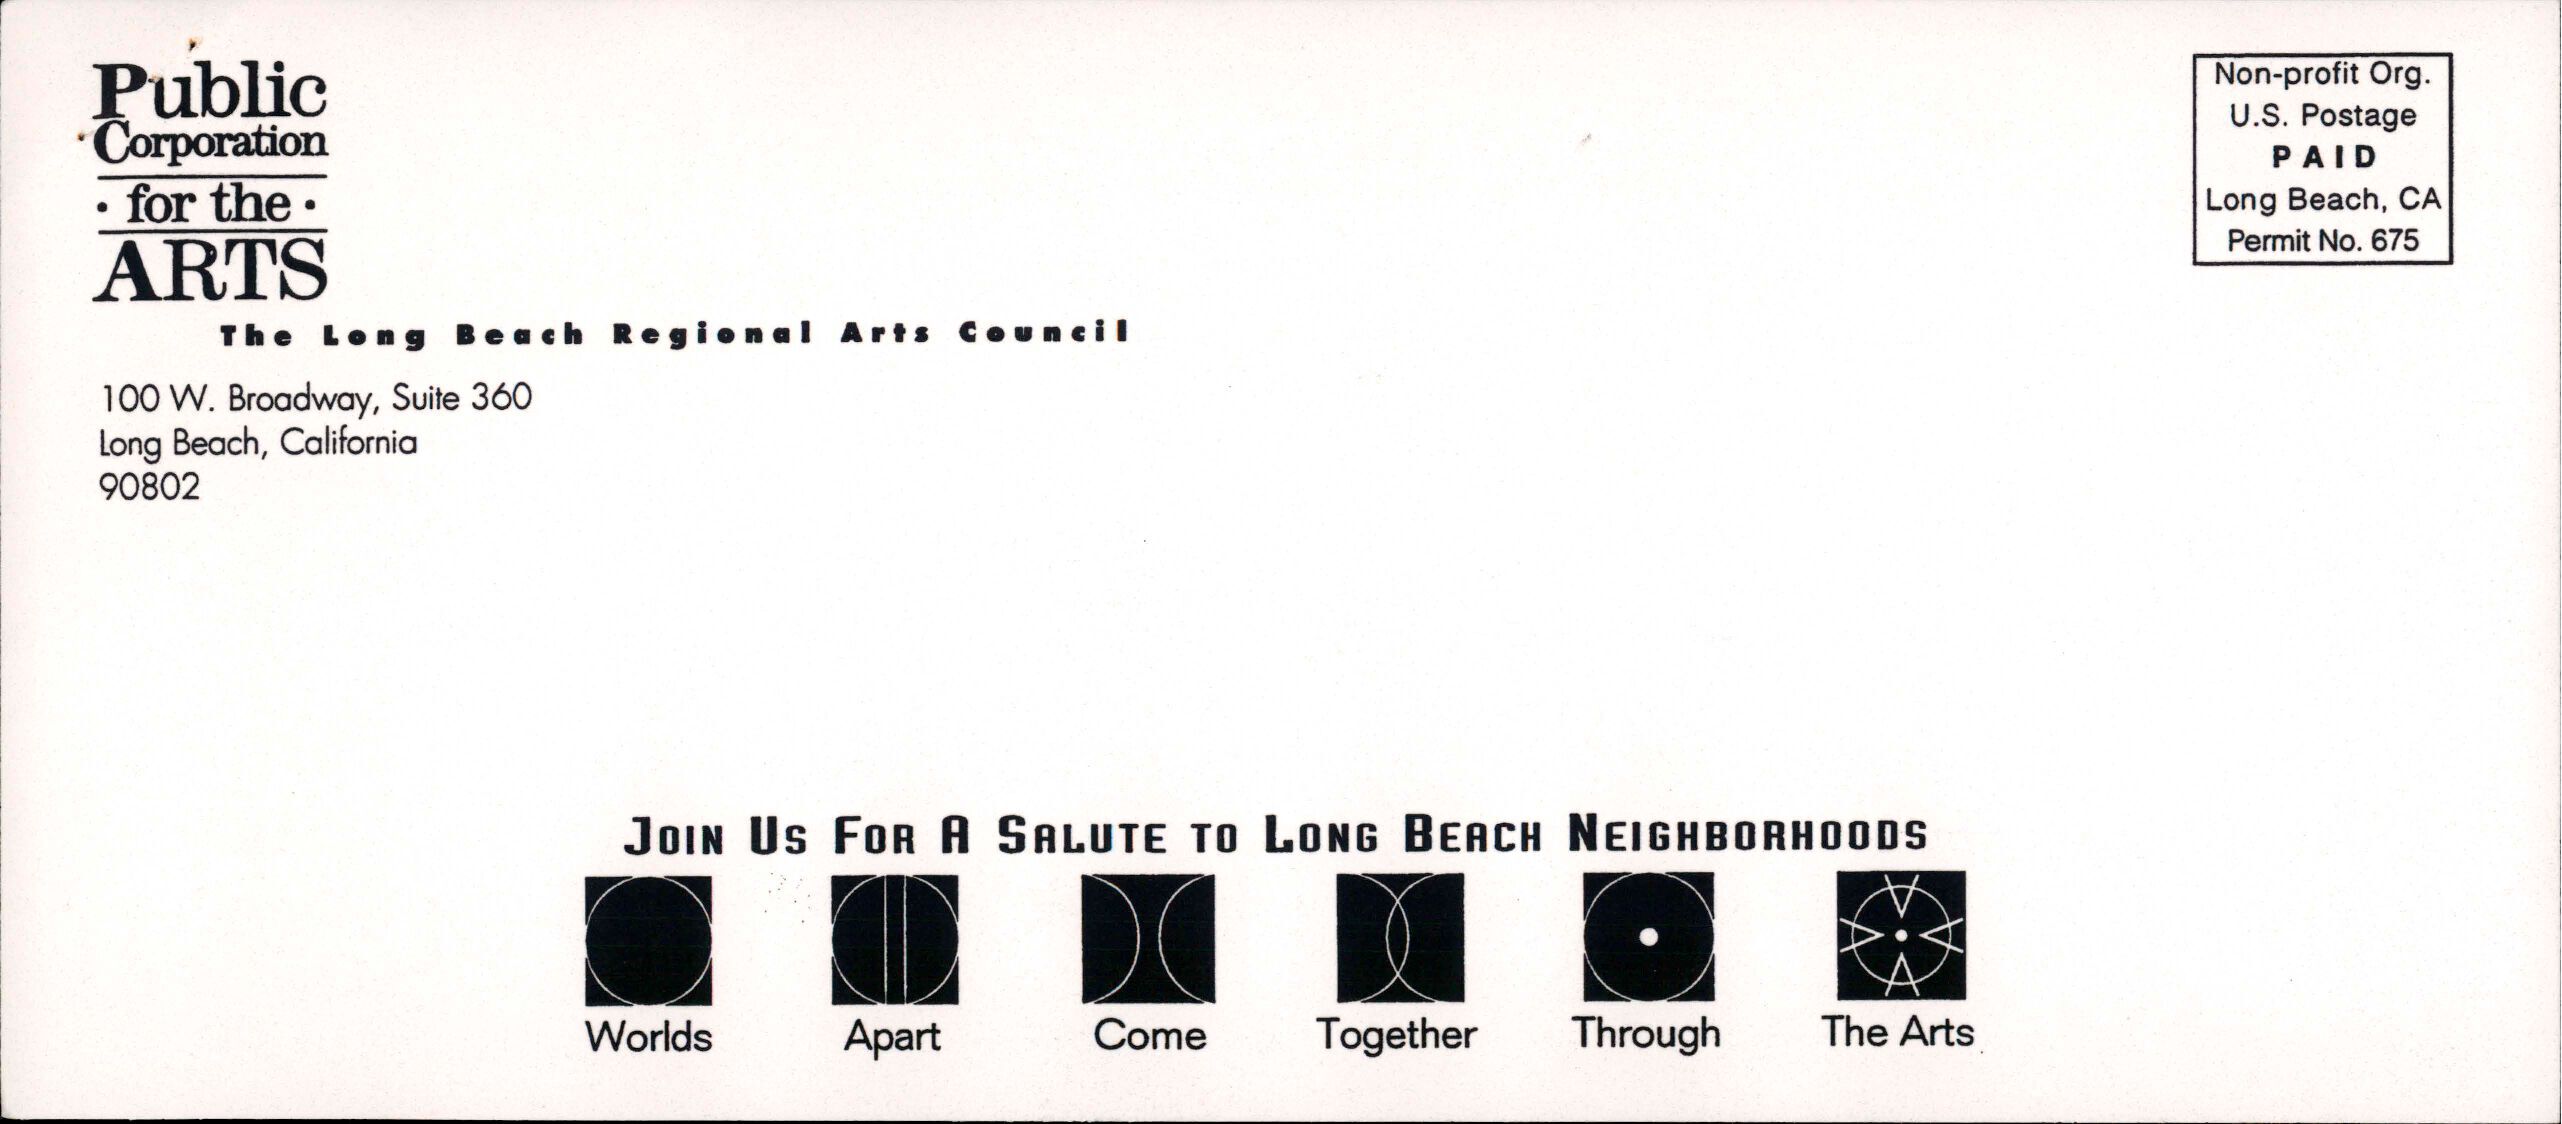 Public
Corporation
· for the ·
ARTS
The Long Beach Regional Arts Council
100 W. Broadway, Suite 360
Long Beach, California
90802
Non-profit Org.
U.S. Postage
PAID
Long Beach, CA
Permit No. 675
JOIN US FOR A SALUTE TO LONG BEACH NEIGHBORHOODS
Worlds Apart Come Together Through The Arts